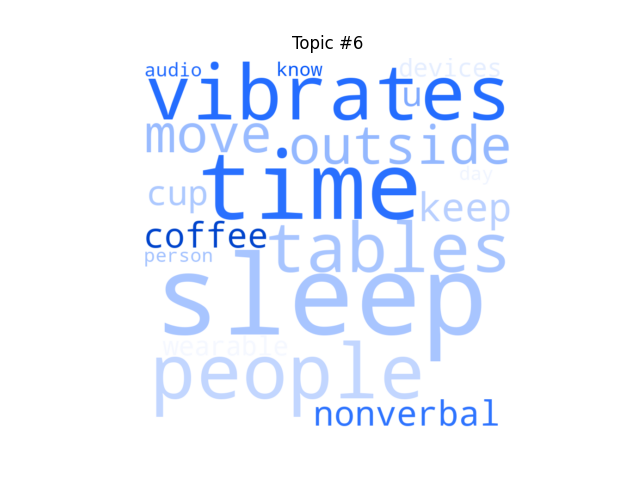 Topic #6
audio know devices
vibrates
u
move outside
time
day
cup keep
coffee tables
person
sleep
wearable
people
nonverbal